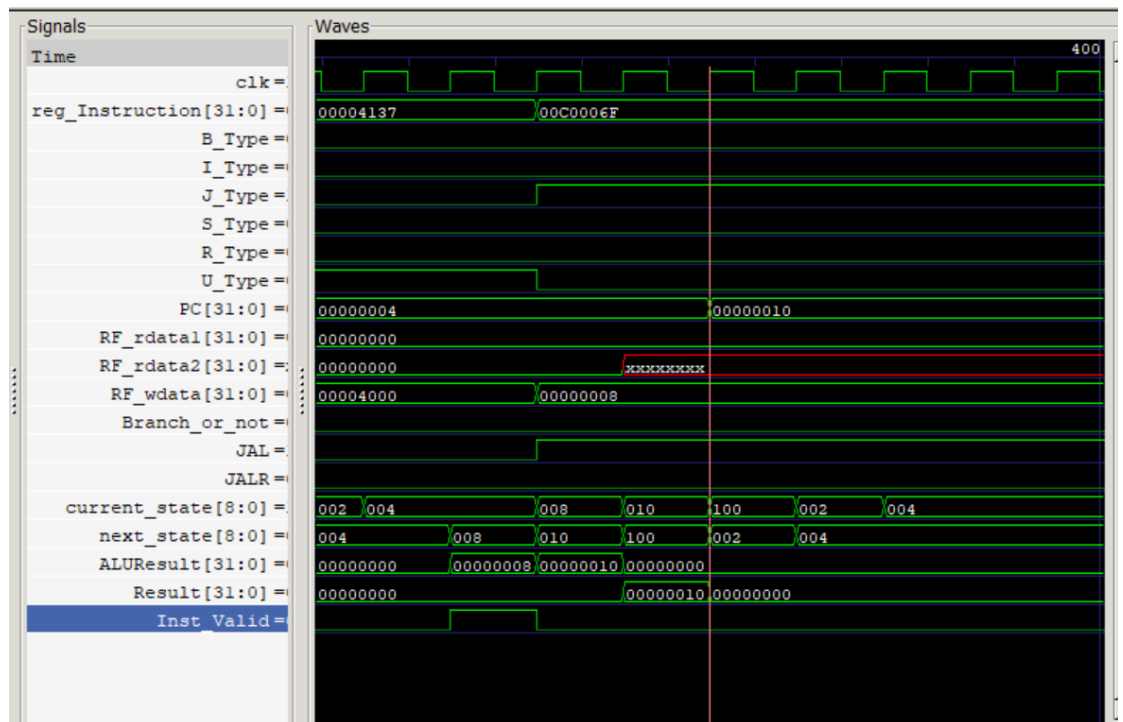 Signals Waves
Time 400
clk=
reg_Instruction[31:0] = 00004137 00C0006F
B_Type=
I_Type=
J_Type=
S_Type=
R_Type=
U_Type=
PC[31:0] = 00000004 00000010
RF_rdata1[31:0] = 00000000
RF_rdata2[31:0] = 00000000 xxxxxxxx
RF_wdata[31:0] = 00004000 00000008
Branch_or_not=
JAL=
JALR=
current_state[8:0] = 002 004 008 010 100 002 004
next_state[8:0] = 004 008 010 100 002 004
ALUResult[31:0] = 00000000 00000008 00000010 00000000
Result[31:0] = 00000000 00000010 00000000
Inst_Valid=